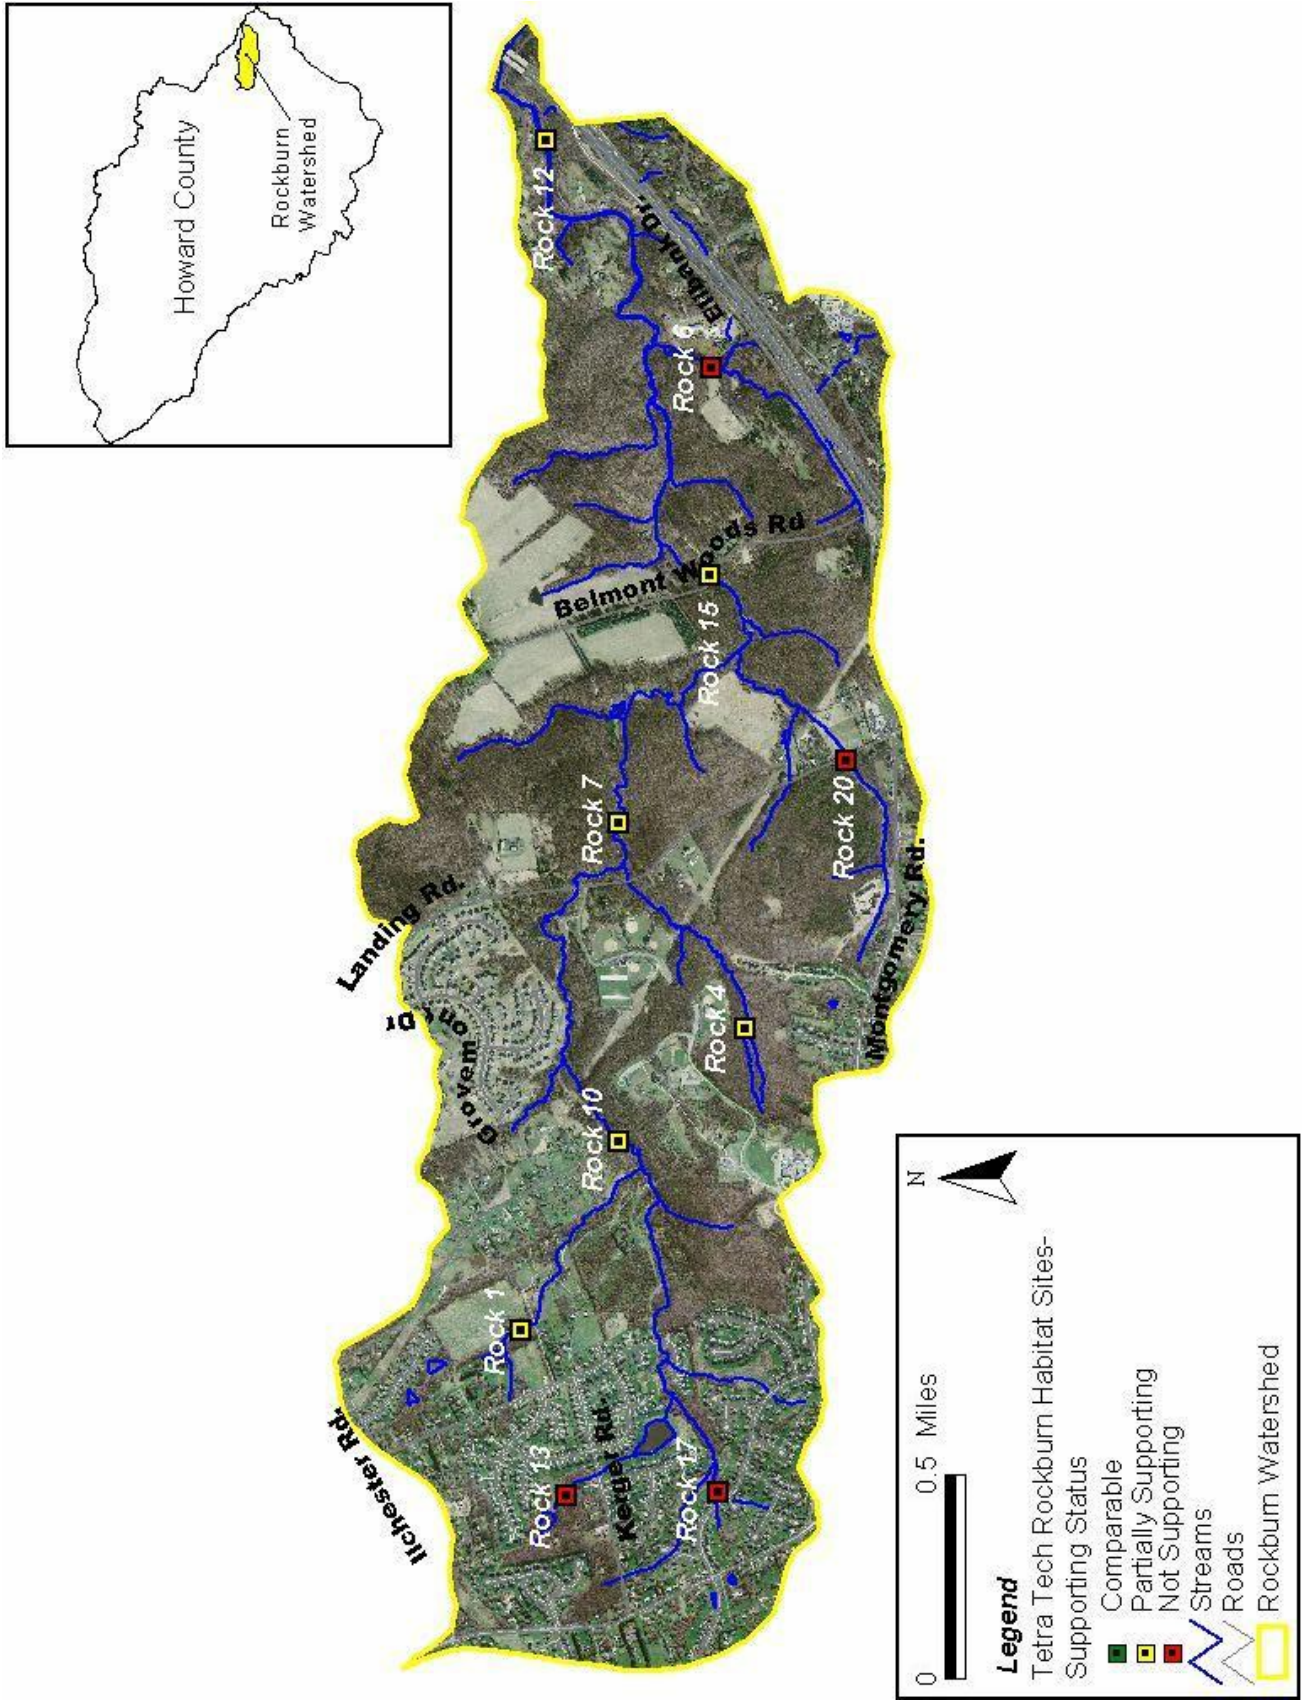 Howard County
Rockburn
Watershed
Ilchester Rd.
Landing Rd.
Grovem on Dr
Rock 12
Elibank Dr.
Rock 6
Belmont Woods Rd
Rock 15
Rock 7
Rock 20
Rock 4
Rock 10
Rock 1
Rock 13
Kerger Rd.
Rock 17
Montgomery Rd.
N
0 0.5 Miles
Legend
Tetra Tech Rockburn Habitat Sites-
Supporting Status
Comparable
Partially Supporting
Not Supporting
Streams
Roads
Rockburn Watershed